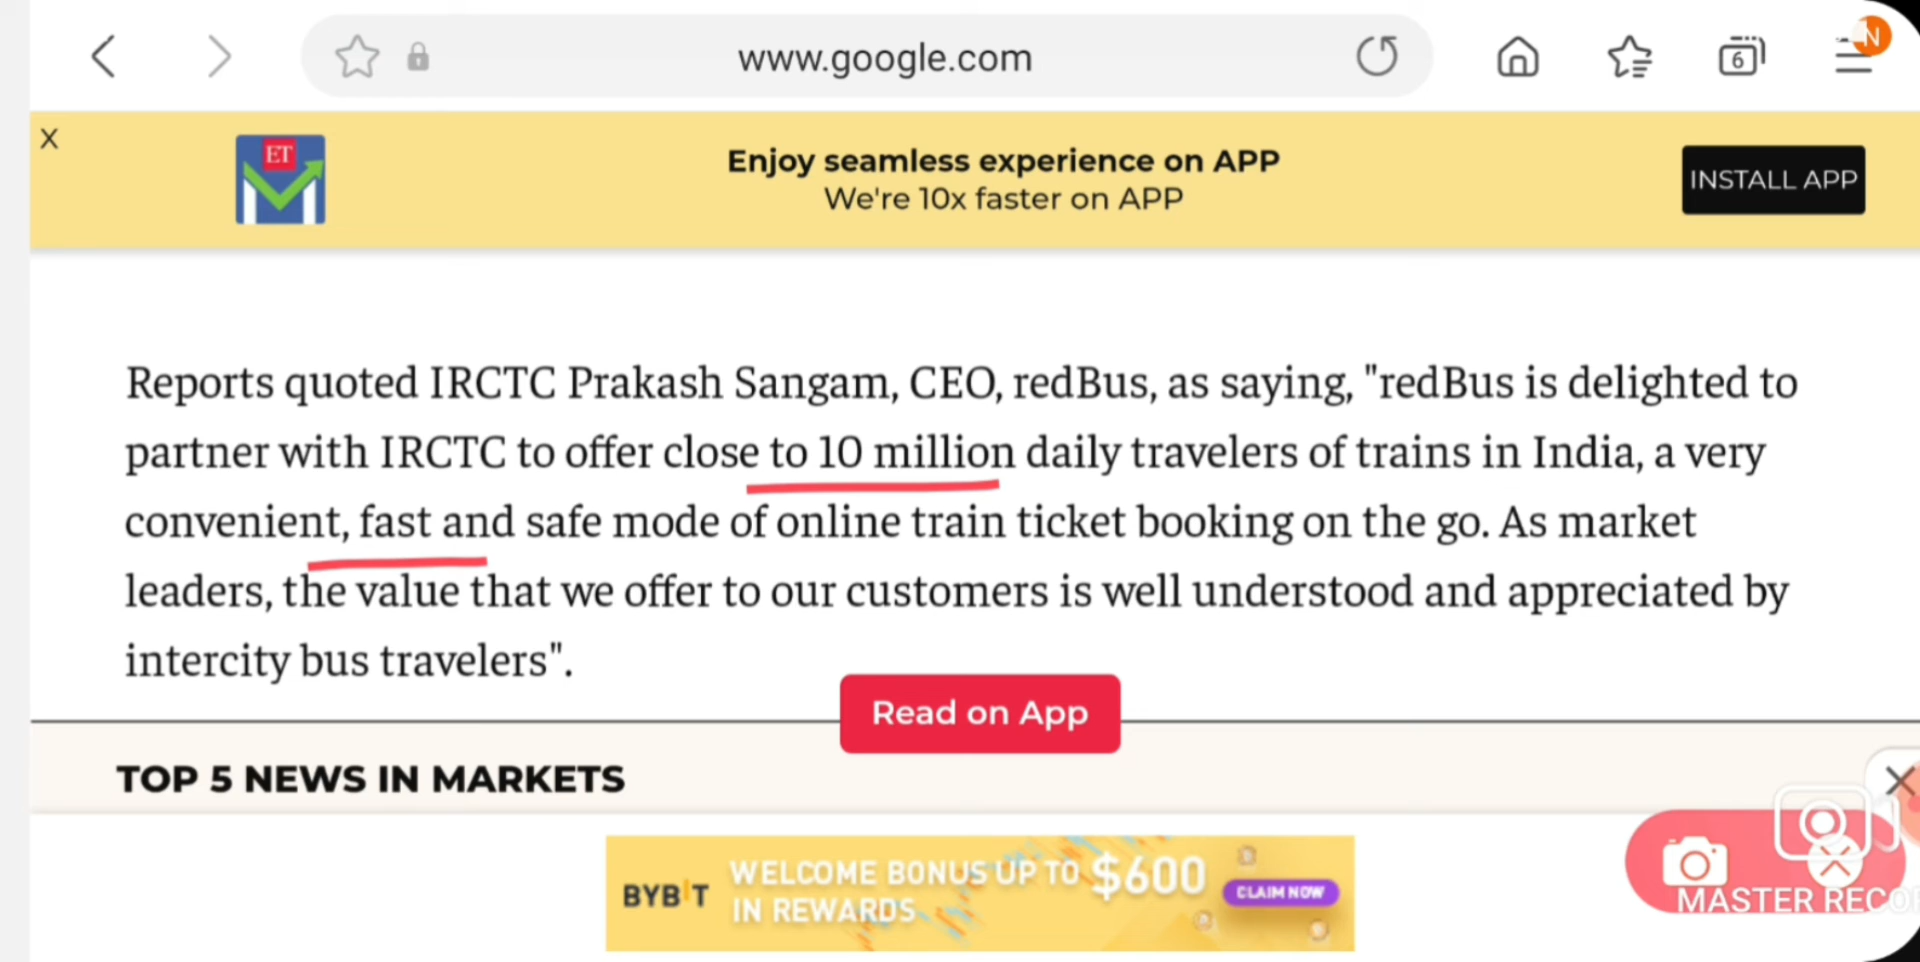 www.google.com
6
N
X
ET
Enjoy seamless experience on APP
We're 10x faster on APP
INSTALL APP
Reports quoted IRCTC Prakash Sangam, CEO, redBus, as saying, "redBus is delighted to
partner with IRCTC to offer close to 10 million daily travelers of trains in India, a very
convenient, fast and safe mode of online train ticket booking on the go. As market
leaders, the value that we offer to our customers is well understood and appreciated by
intercity bus travelers".
Read on App
TOP 5 NEWS IN MARKETS
BYBIT
WELCOME BONUS UP TO $600
IN REWARDS
CLAIM NOW
MASTER RECO